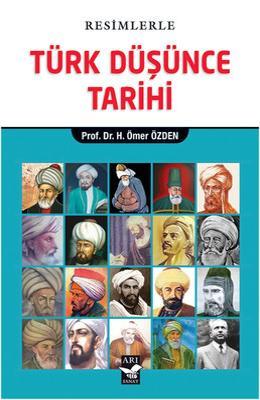 RESİMLERLE
TÜRK DÜŞÜNCE
TARİHİ
Prof. Dr. H. Ömer ÖZDEN
ARI
SANAT